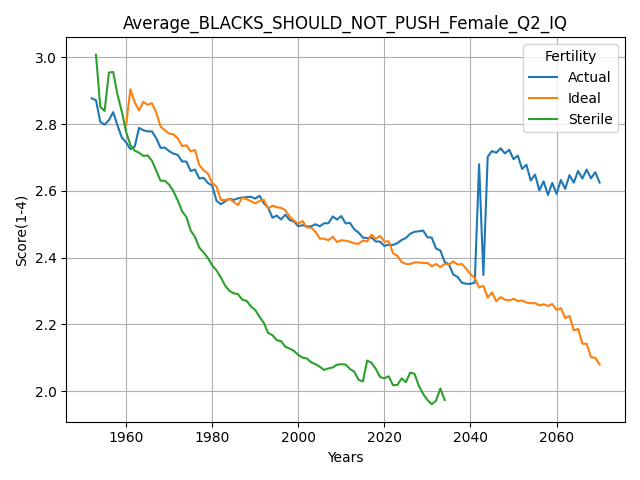 Average_BLACKS_SHOULD_NOT_PUSH_Female_Q2_IQ
Fertility
Actual
Ideal
Sterile
Score(1-4)
3.0
2.8
2.6
2.4
2.2
2.0
1960 1980 2000 2020 2040 2060
Years